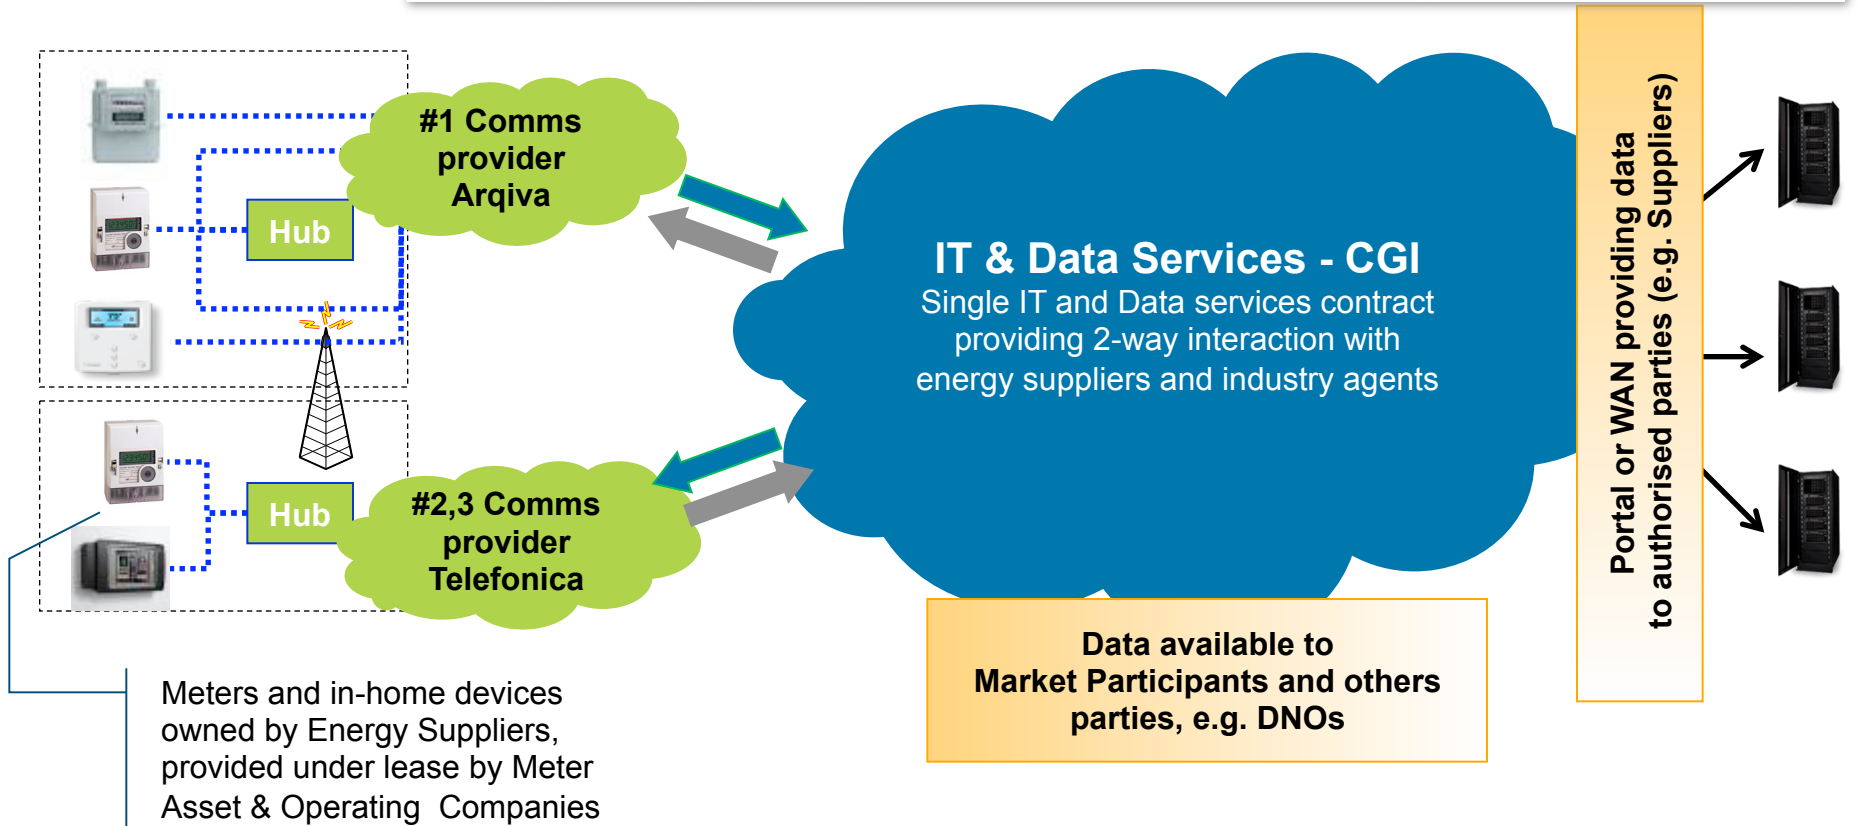 #1 Comms
provider
Arqiva
Hub
IT & Data Services - CGI
Single IT and Data services contract
providing 2-way interaction with
energy suppliers and industry agents
Portal or WAN providing data
to authorised parties (e.g. Suppliers)
Hub
#2,3 Comms
provider
Telefonica
Data available to
Market Participants and others
parties, e.g. DNOs
Meters and in-home devices
owned by Energy Suppliers,
provided under lease by Meter
Asset & Operating Companies